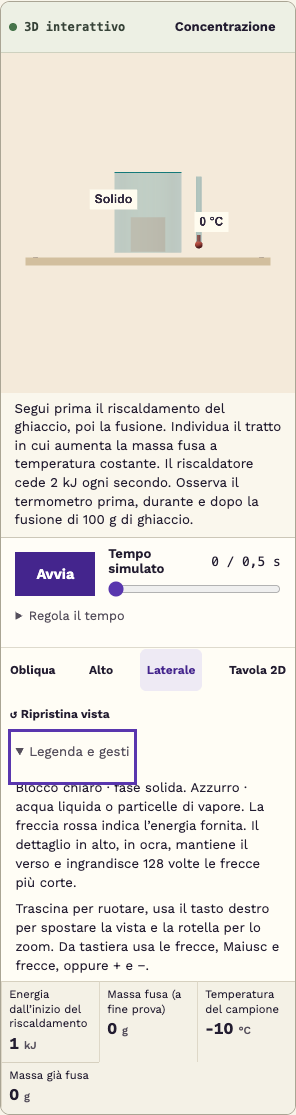 3D interattivo
Concentrazione
Solido
0 °C
Segui prima il riscaldamento del
ghiaccio, poi la fusione. Individua il tratto
in cui aumenta la massa fusa a
temperatura costante. Il riscaldatore
cede 2 kJ ogni secondo. Osserva il
termometro prima, durante e dopo la
fusione di 100 g di ghiaccio.
Avvia
Tempo
simulato
0 / 0,5 s
▶ Regola il tempo
Obliqua
Alto
Laterale
Tavola 2D
↺ Ripristina vista
▼ Legenda e gesti
Blocco chiaro · fase solida. Azzurro ·
acqua liquida o particelle di vapore. La
freccia rossa indica l’energia fornita. Il
dettaglio in alto, in ocra, mantiene il
verso e ingrandisce 128 volte le frecce
più corte.
Trascina per ruotare, usa il tasto destro
per spostare la vista e la rotella per lo
zoom. Da tastiera usa le frecce, Maiusc e
frecce, oppure + e −.
Energia
dall’inizio del
riscaldamento
1 kJ
Massa fusa (a
fine prova)
0 g
Temperatura
del campione
-10 °C
Massa già fusa
0 g